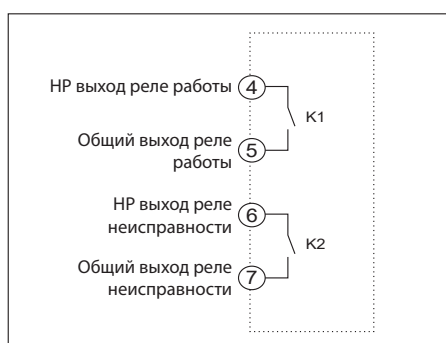 НР выход реле работы
4
K1
Общий выход реле
работы
5
НР выход реле
неисправности
6
K2
Общий выход реле
неисправности
7